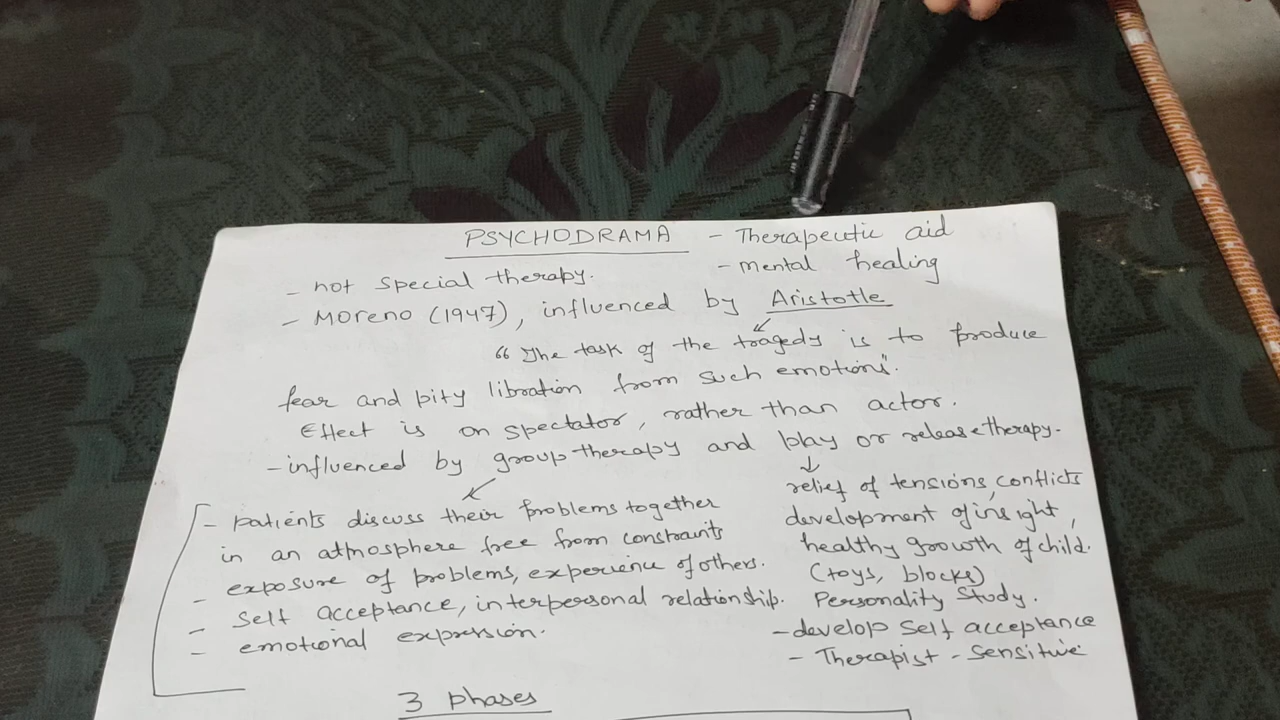 PSYCHODRAMA - Therapeutic aid
- not special therapy. - mental healing
- Moreno (1947), influenced by Aristotle
"The task of the tragedy is to produce
fear and pity libration from such emotions".
Effect is on spectator, rather than actor.
- influenced by group therapy and play or release therapy.
- patients discuss their problems together
in an atmosphere free from constraints
- exposure of problems, experience of others.
- self acceptance, interpersonal relationship.
- emotional expression.
relief of tensions, conflicts
development of insight,
healthy growth of child.
(toys, blocks)
Personality Study.
- develop self acceptance
- Therapist - sensitive
3 phases